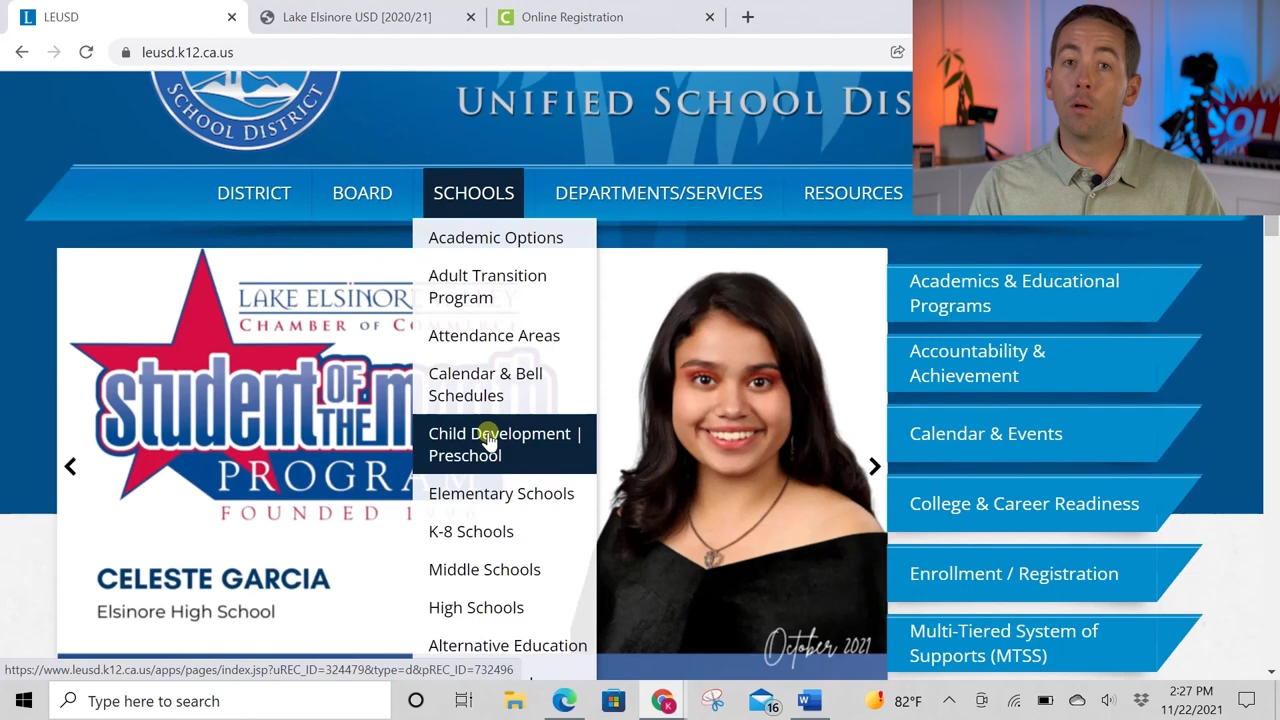 LEUSD
Lake Elsinore USD [2020/21]
Online Registration
leusd.k12.ca.us
SCHOOL DISTRICT
UNIFIED SCHOOL DIS
DISTRICT
BOARD
SCHOOLS
DEPARTMENTS/SERVICES
RESOURCES
Academic Options
Adult Transition
Program
Attendance Areas
Calendar & Bell
Schedules
Child Development |
Preschool
Elementary Schools
K-8 Schools
Middle Schools
High Schools
Alternative Education
LAKE ELSINORE
CHAMBER OF C
student OF THE m
PROGRA
FOUNDED 1
CELESTE GARCIA
Elsinore High School
October 2021
Academics & Educational
Programs
Accountability &
Achievement
Calendar & Events
College & Career Readiness
Enrollment / Registration
Multi-Tiered System of
Supports (MTSS)
https://www.leusd.k12.ca.us/apps/pages/index.jsp?uREC_ID=324479&type=d&pREC_ID=732496
Type here to search
16
82°F
2:27 PM
11/22/2021